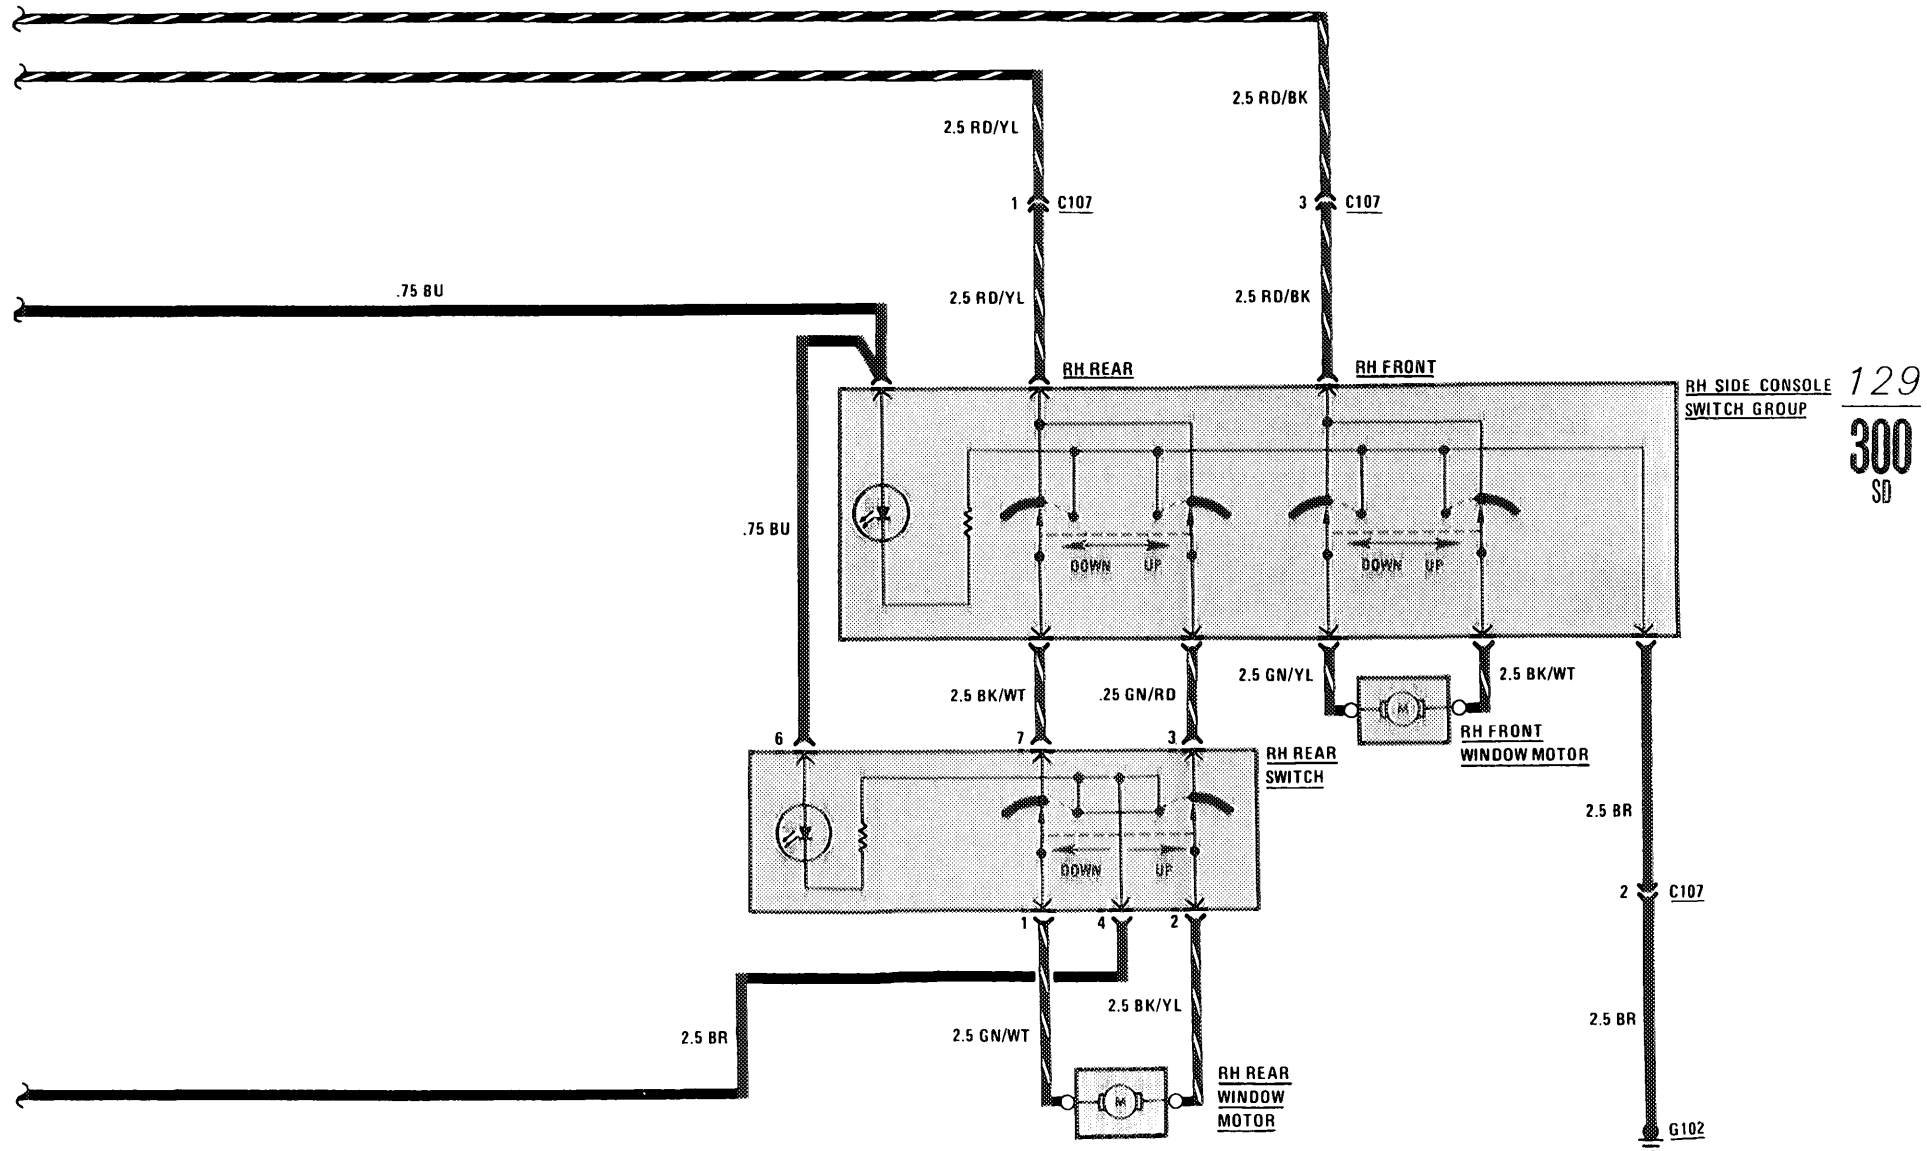 2.5 RD/BK
2.5 RD/YL
1 C107
3 C107
.75 BU
2.5 RD/YL
2.5 RD/BK
RH REAR
RH FRONT
RH SIDE CONSOLE
SWITCH GROUP
129
300
SD
.75 BU
DOWN UP
DOWN UP
2.5 BK/WT
.25 GN/RD
2.5 GN/YL
2.5 BK/WT
M
RH FRONT
WINDOW MOTOR
6
7
3
RH REAR
SWITCH
2.5 BR
DOWN UP
2 C107
1
4
2
2.5 BK/YL
2.5 BR
2.5 GN/WT
2.5 BR
M
RH REAR
WINDOW
MOTOR
G102